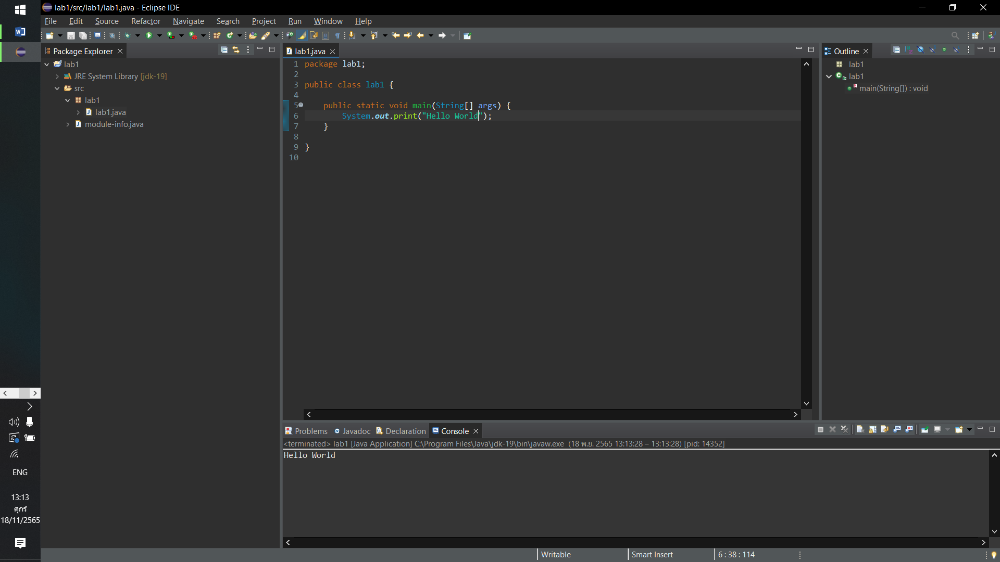 lab1/src/lab1/lab1.java - Eclipse IDE
File Edit Source Refactor Navigate Search Project Run Window Help
Package Explorer
lab1
JRE System Library [jdk-19]
src
lab1
lab1.java
module-info.java
lab1.java
1 package lab1;
2
3 public class lab1 {
4
5 public static void main(String[] args) {
6 System.out.print("Hello World");
7 }
8
9 }
10
Outline
lab1
lab1
main(String[]) : void
Problems Javadoc Declaration Console
<terminated> lab1 [Java Application] C:\Program Files\Java\jdk-19\bin\javaw.exe (18 พ.ย. 2565 13:13:28 – 13:13:28) [pid: 14352]
Hello World
Writable Smart Insert 6 : 38 : 114
ENG
13:13
ศุกร์
18/11/2565